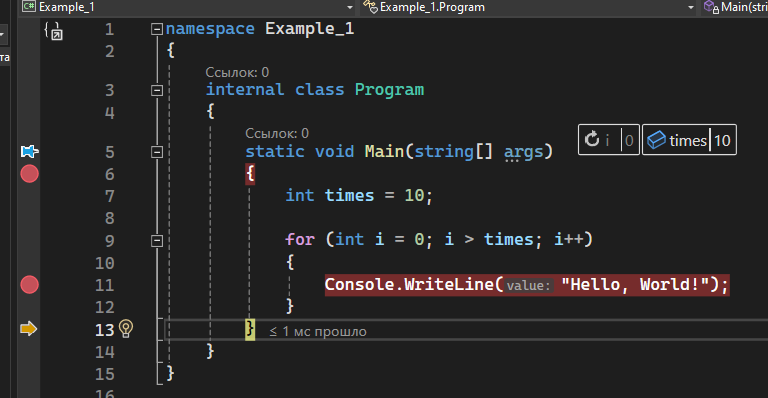 Example_1 Example_1.Program Main(stri
1 namespace Example_1
2 {
Ссылок: 0
3 internal class Program
4 {
Ссылок: 0
5 static void Main(string[] args) i 0 times 10
6 {
7 int times = 10;
8
9 for (int i = 0; i > times; i++)
10 {
11 Console.WriteLine(value: "Hello, World!");
12 }
13 } ≤ 1 мс прошло
14 }
15 }
16